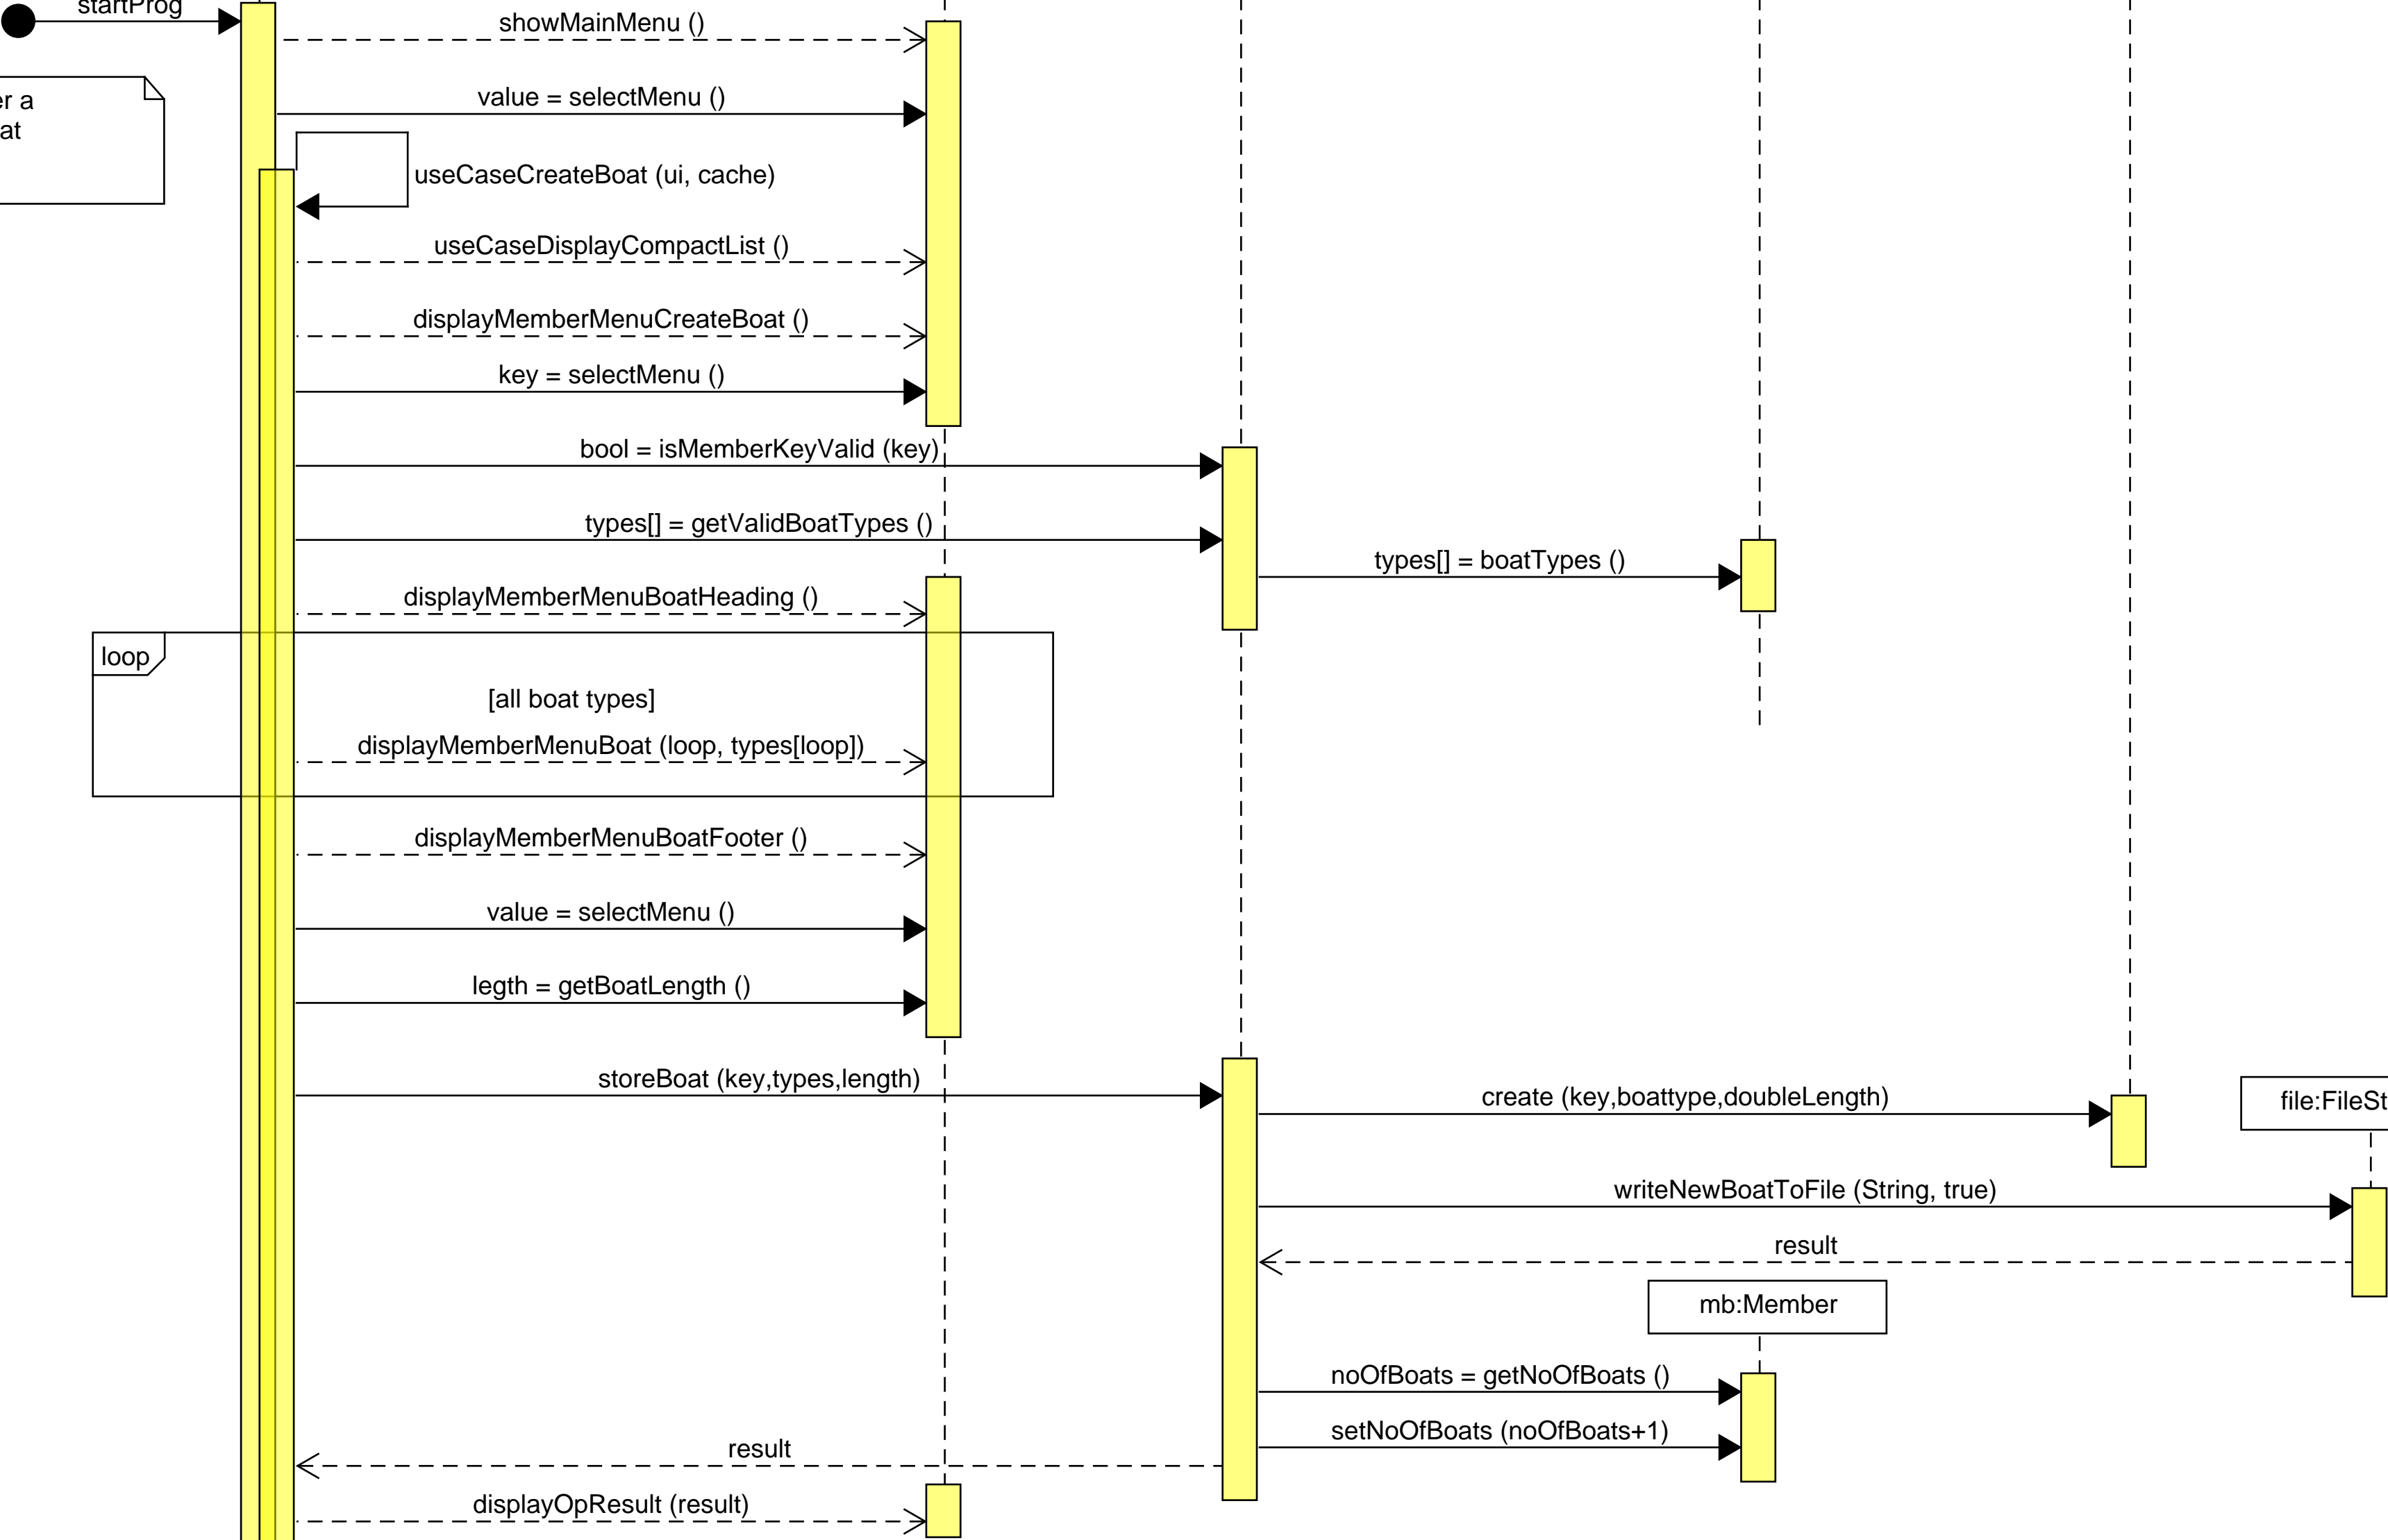 startProg
showMainMenu ()
er a
at
value = selectMenu ()
useCaseCreateBoat (ui, cache)
useCaseDisplayCompactList ()
displayMemberMenuCreateBoat ()
key = selectMenu ()
bool = isMemberKeyValid (key)
types[] = getValidBoatTypes ()
types[] = boatTypes ()
displayMemberMenuBoatHeading ()
loop
[all boat types]
displayMemberMenuBoat (loop, types[loop])
displayMemberMenuBoatFooter ()
value = selectMenu ()
legth = getBoatLength ()
storeBoat (key,types,length)
create (key,boattype,doubleLength)
file:FileSt
writeNewBoatToFile (String, true)
result
mb:Member
noOfBoats = getNoOfBoats ()
setNoOfBoats (noOfBoats+1)
result
displayOpResult (result)